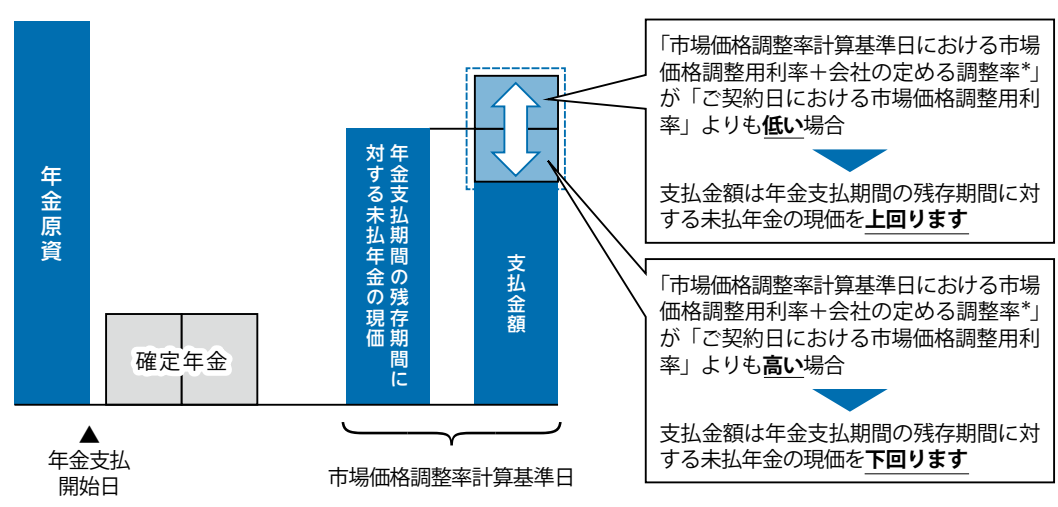 年金原資
確定年金
▲
年金支払
開始日
年金支払期間の残存期間に
対する未払年金の現価
支払金額
市場価格調整率計算基準日
「市場価格調整率計算基準日における市場
価格調整用利率＋会社の定める調整率*」
が「ご契約日における市場価格調整用利
率」よりも低い場合
支払金額は年金支払期間の残存期間に対
する未払年金の現価を上回ります
「市場価格調整率計算基準日における市場
価格調整用利率＋会社の定める調整率*」
が「ご契約日における市場価格調整用利
率」よりも高い場合
支払金額は年金支払期間の残存期間に対
する未払年金の現価を下回ります